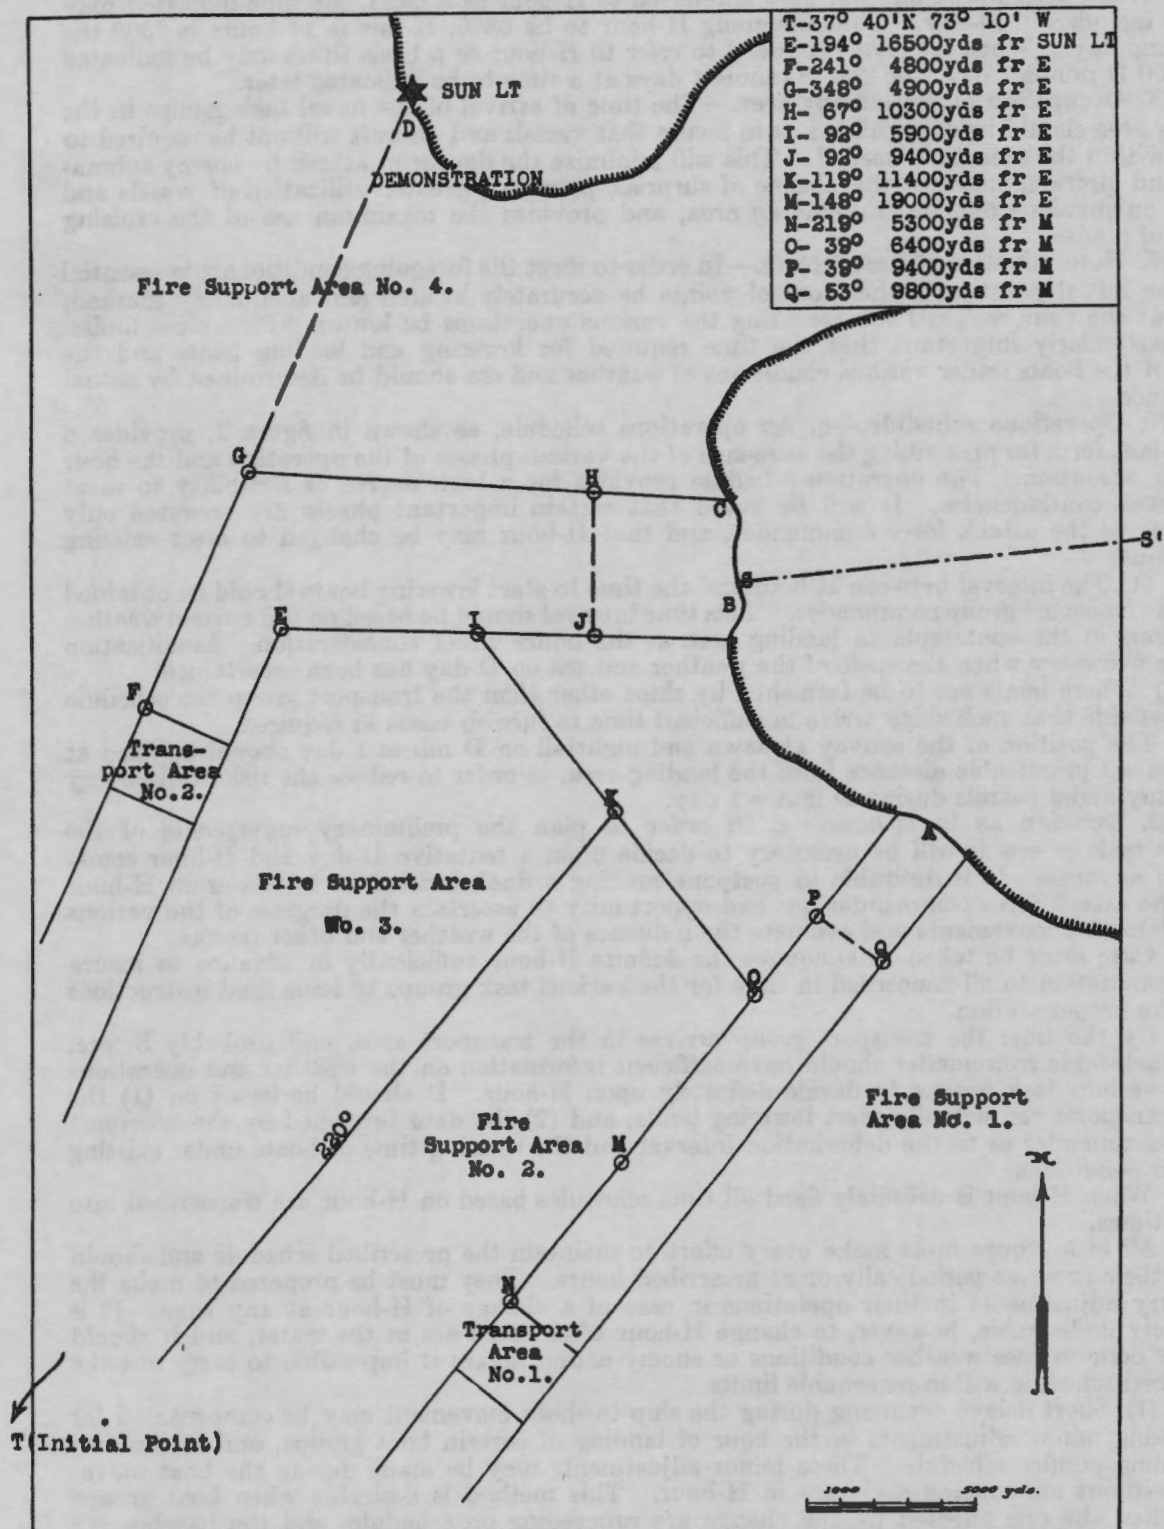 T-37° 40'N 73° 10' W
E-194° 16500yds fr SUN LT
F-241° 4800yds fr E
G-348° 4900yds fr E
H- 67° 10300yds fr E
I- 92° 5900yds fr E
J- 92° 9400yds fr E
K-119° 11400yds fr E
M-148° 19000yds fr E
N-219° 5300yds fr M
O- 39° 6400yds fr M
P- 39° 9400yds fr M
Q- 53° 9800yds fr M
SUN LT
D
DEMONSTRATION
Fire Support Area No. 4.
G
H
C
S'
S
B
E
I
J
F
Trans-
port Area
No.2.
K
A
Fire Support Area
No. 3.
P
Q
O
Fire Support
Area No. 1.
220°
Fire
Support Area
No. 2.
M
N
N
Transport
Area
No.1.
T(Initial Point)
1000 5000 yds.